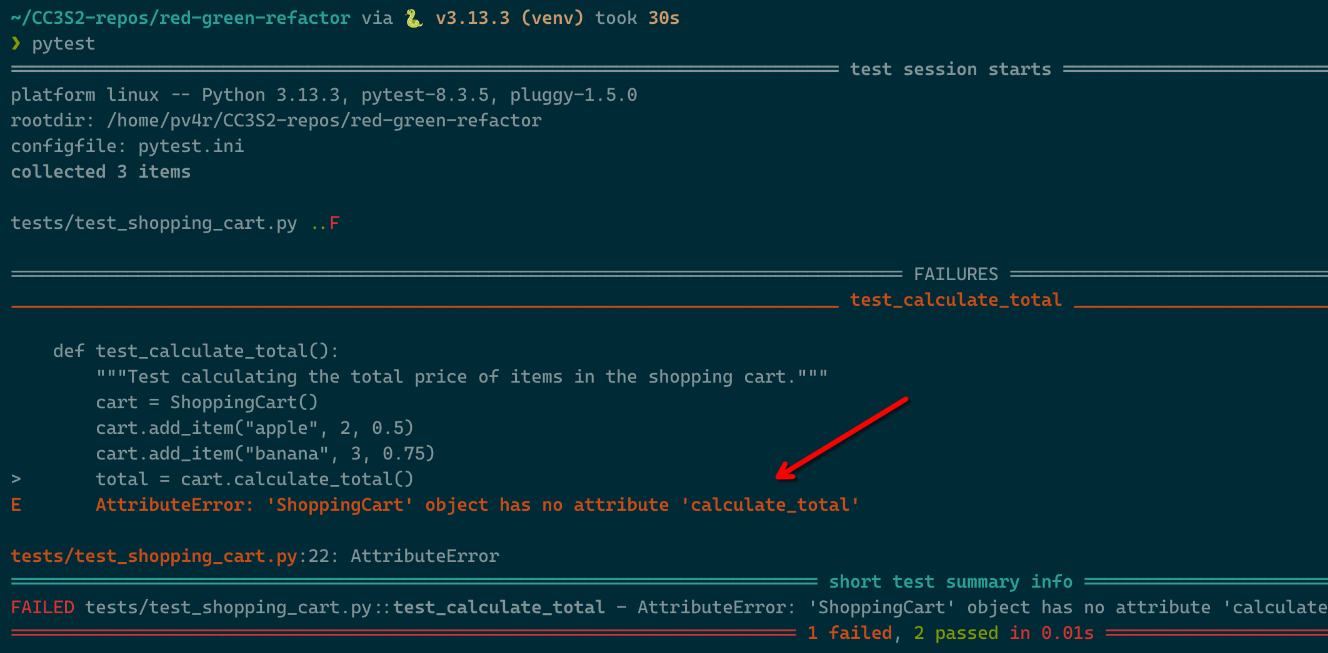 ~/CC3S2-repos/red-green-refactor via 🐍 v3.13.3 (venv) took 30s
❯ pytest
test session starts
platform linux -- Python 3.13.3, pytest-8.3.5, pluggy-1.5.0
rootdir: /home/pv4r/CC3S2-repos/red-green-refactor
configfile: pytest.ini
collected 3 items
tests/test_shopping_cart.py ..F
FAILURES
test_calculate_total
def test_calculate_total():
"""Test calculating the total price of items in the shopping cart."""
cart = ShoppingCart()
cart.add_item("apple", 2, 0.5)
cart.add_item("banana", 3, 0.75)
> total = cart.calculate_total()
E AttributeError: 'ShoppingCart' object has no attribute 'calculate_total'
tests/test_shopping_cart.py:22: AttributeError
short test summary info
FAILED tests/test_shopping_cart.py::test_calculate_total - AttributeError: 'ShoppingCart' object has no attribute 'calculate
1 failed, 2 passed in 0.01s